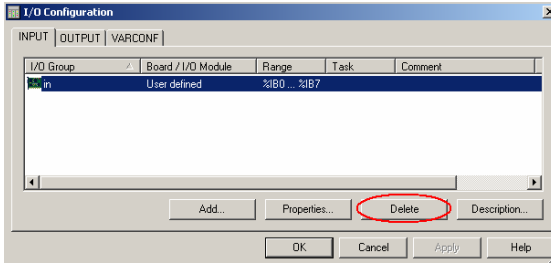 I/O Configuration
INPUT OUTPUT VARCONF
I/O Group Board / I/O Module Range Task Comment
in User defined %IB0 ... %IB7
Add... Properties... Delete Description...
OK Cancel Apply Help